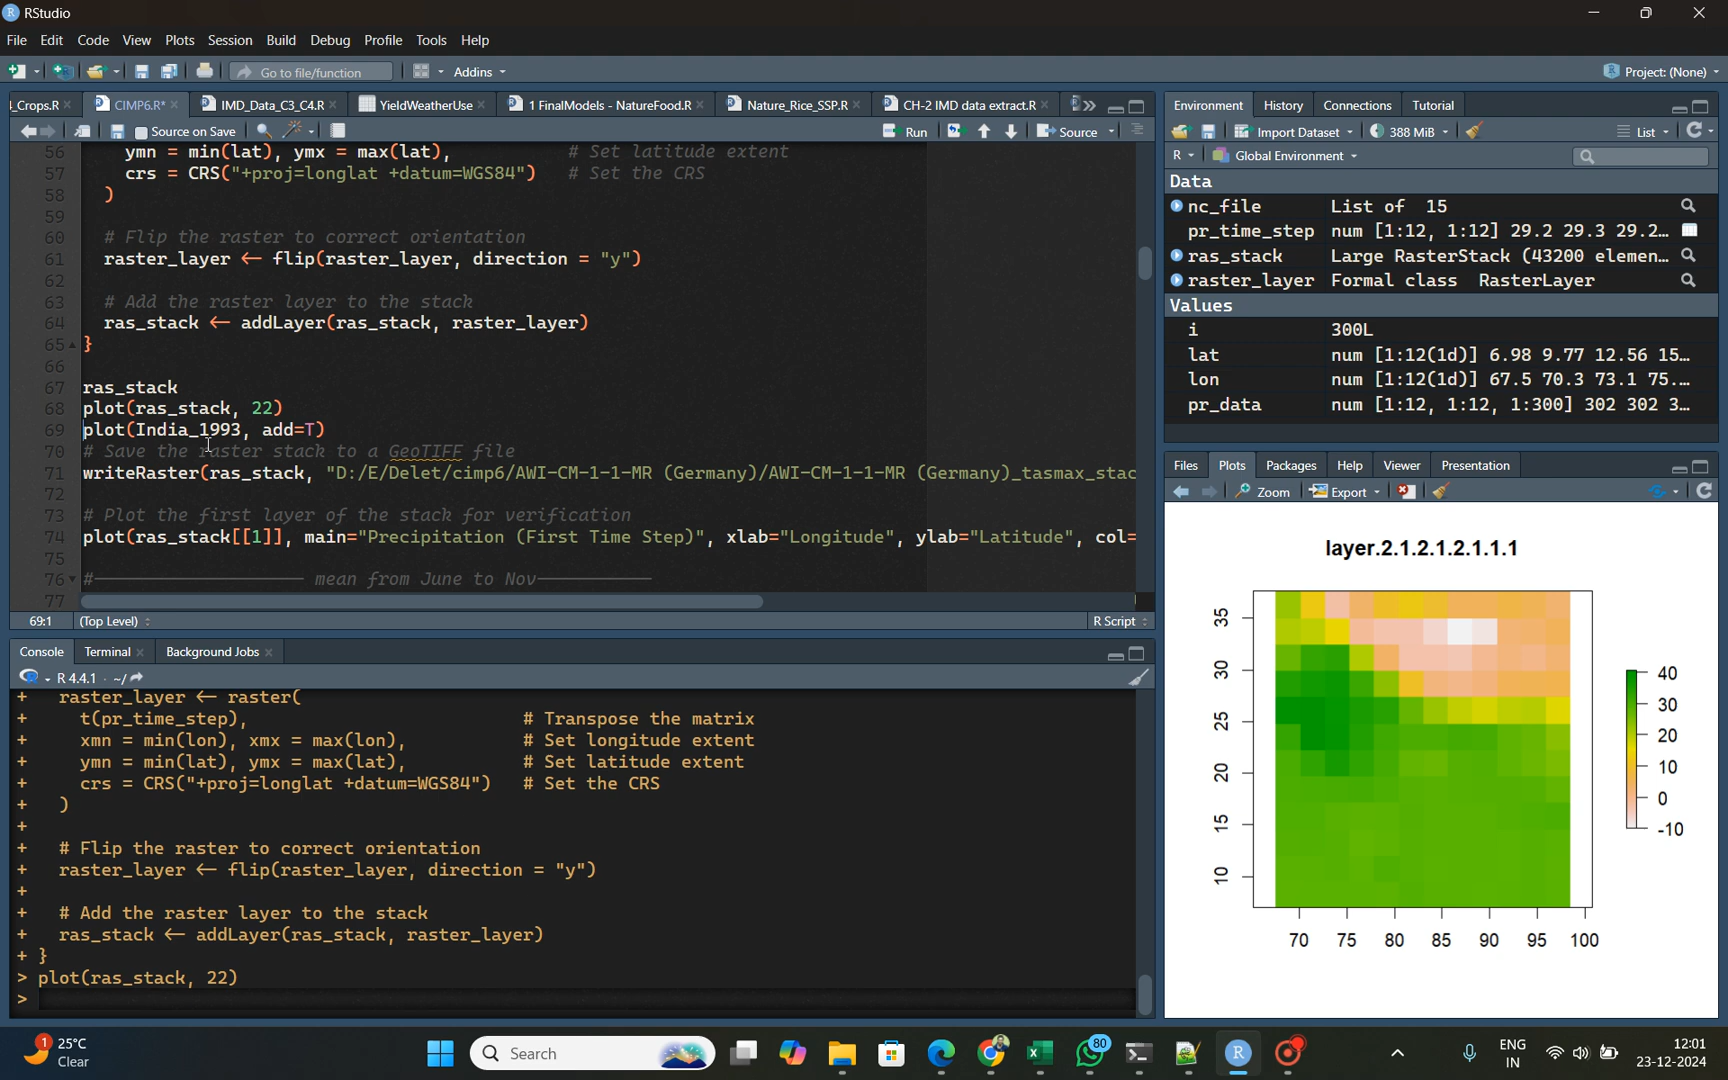 RStudio
File Edit Code View Plots Session Build Debug Profile Tools Help
Go to file/function Addins Project: (None)
_Crops.R CIMP6.R* IMD_Data_C3_C4.R YieldWeatherUse 1 FinalModels - NatureFood.R Nature_Rice_SSP.R CH-2 IMD data extract.R
Source on Save Run Source
56 ymn = min(lat), ymx = max(lat), # Set latitude extent
57 crs = CRS("+proj=longlat +datum=WGS84") # Set the CRS
58 )
59
60 # Flip the raster to correct orientation
61 raster_layer <- flip(raster_layer, direction = "y")
62
63 # Add the raster layer to the stack
64 ras_stack <- addLayer(ras_stack, raster_layer)
65 }
66
67 ras_stack
68 plot(ras_stack, 22)
69 plot(India_1993, add=T)
70 # Save the raster stack to a GeoTIFF file
71 writeRaster(ras_stack, "D:/E/Delet/cimp6/AWI-CM-1-1-MR (Germany)/AWI-CM-1-1-MR (Germany)_tasmax_stac
72
73 # Plot the first layer of the stack for verification
74 plot(ras_stack[[1]], main="Precipitation (First Time Step)", xlab="Longitude", ylab="Latitude", col=
75
76 #------------------- mean from June to Nov----------
77
69:1 (Top Level) R Script
Console Terminal Background Jobs
R 4.4.1 · ~/
+ raster_layer <- raster(
+ t(pr_time_step), # Transpose the matrix
+ xmn = min(lon), xmx = max(lon), # Set longitude extent
+ ymn = min(lat), ymx = max(lat), # Set latitude extent
+ crs = CRS("+proj=longlat +datum=WGS84") # Set the CRS
+ )
+
+ # Flip the raster to correct orientation
+ raster_layer <- flip(raster_layer, direction = "y")
+
+ # Add the raster layer to the stack
+ ras_stack <- addLayer(ras_stack, raster_layer)
+ }
> plot(ras_stack, 22)
>
Environment History Connections Tutorial
Import Dataset 388 MiB List
R Global Environment
Data
nc_file List of 15
pr_time_step num [1:12, 1:12] 29.2 29.3 29.2…
ras_stack Large RasterStack (43200 elemen…
raster_layer Formal class RasterLayer
Values
i 300L
lat num [1:12(1d)] 6.98 9.77 12.56 15…
lon num [1:12(1d)] 67.5 70.3 73.1 75.…
pr_data num [1:12, 1:12, 1:300] 302 302 3…
Files Plots Packages Help Viewer Presentation
Zoom Export
layer.2.1.2.1.2.1.1.1
35
30
25
20
15
10
70 75 80 85 90 95 100
40
30
20
10
0
-10
1 25°C
Clear
Search
80
ENG
IN
12:01
23-12-2024